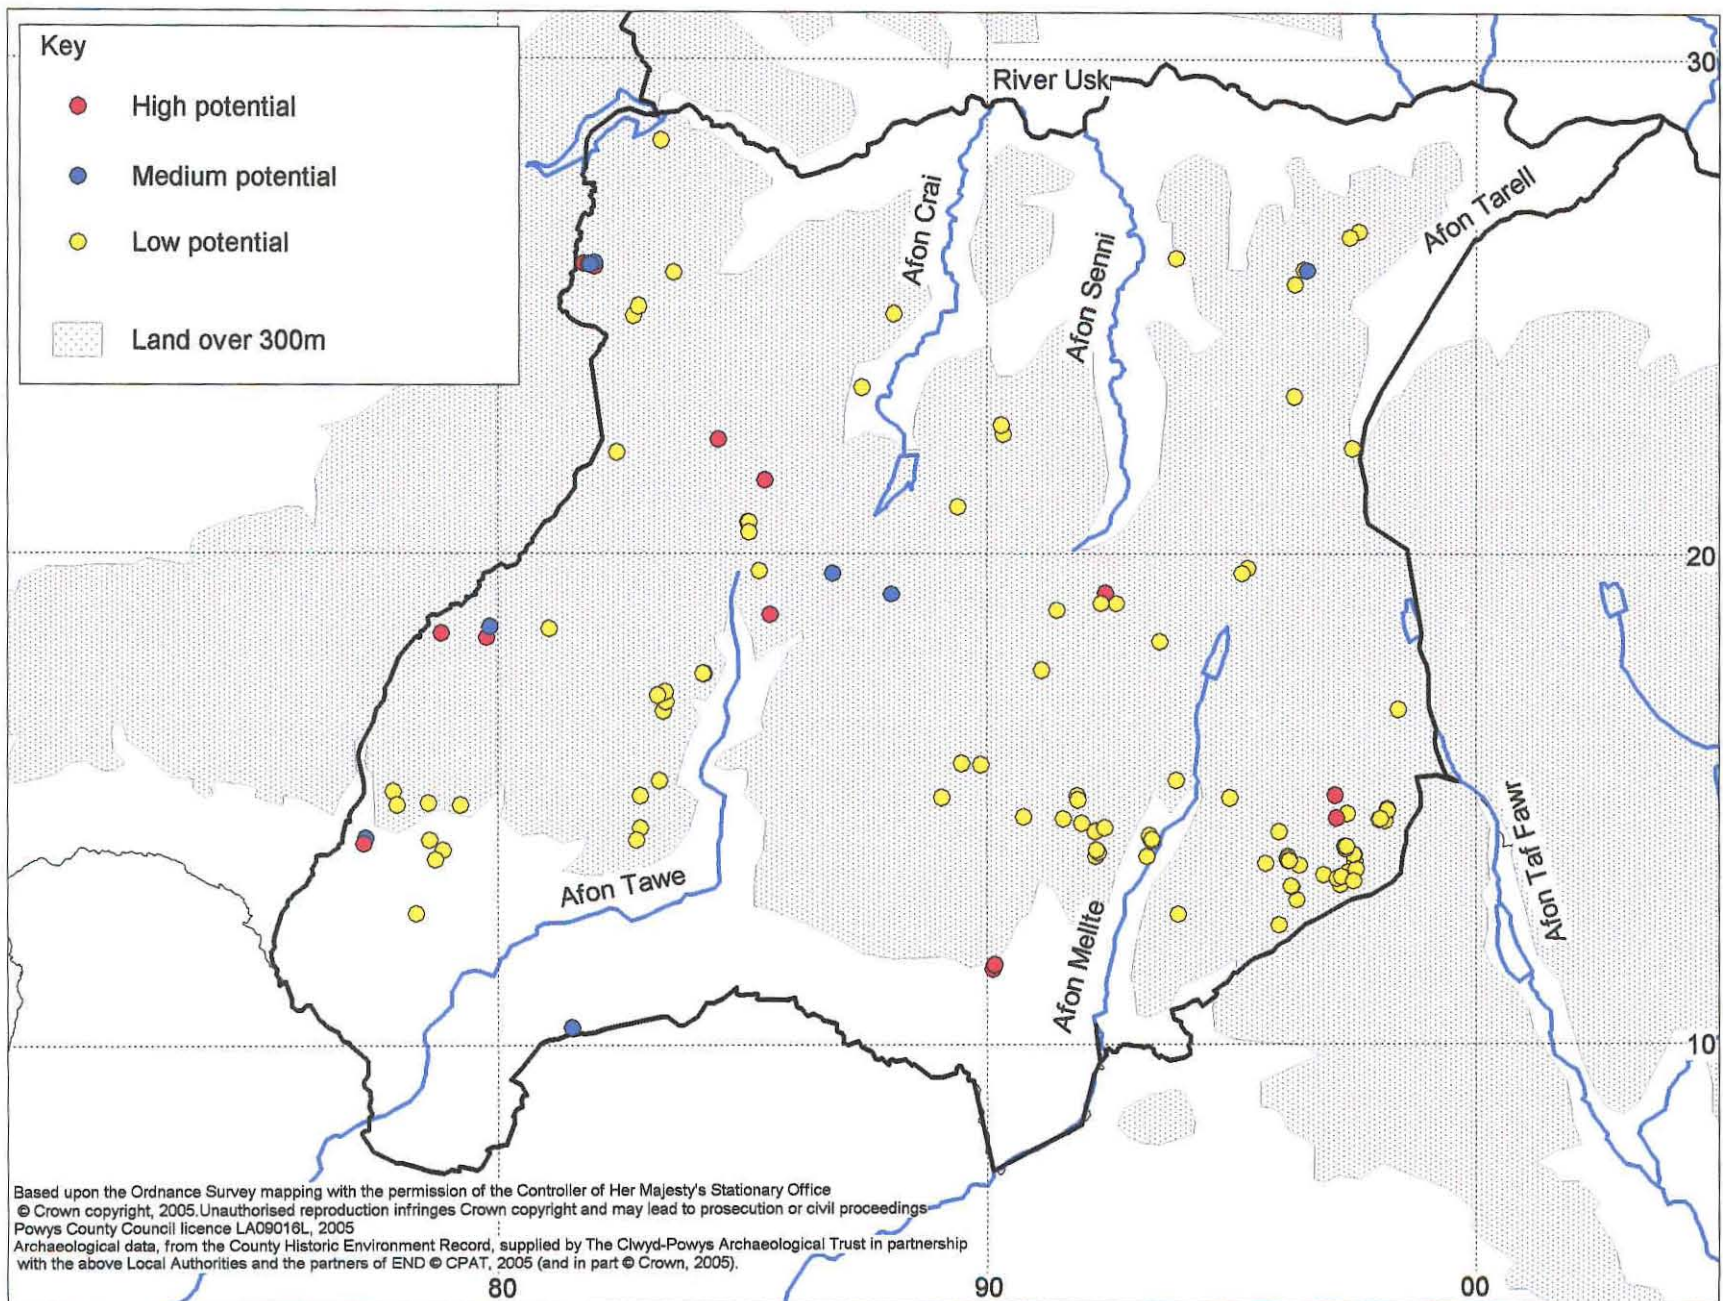 Key
High potential
Medium potential
Low potential
Land over 300m
River Usk
30
Afon Crai
Afon Senni
Afon Tarell
20
Afon Tawe
Afon Mellte
Afon Taf Fawr
10
Based upon the Ordnance Survey mapping with the permission of the Controller of Her Majesty's Stationary Office
© Crown copyright, 2005.Unauthorised reproduction infringes Crown copyright and may lead to prosecution or civil proceedings
Powys County Council licence LA09016L, 2005
Archaeological data, from the County Historic Environment Record, supplied by The Clwyd-Powys Archaeological Trust in partnership
with the above Local Authorities and the partners of END © CPAT, 2005 (and in part © Crown, 2005).
80
90
00